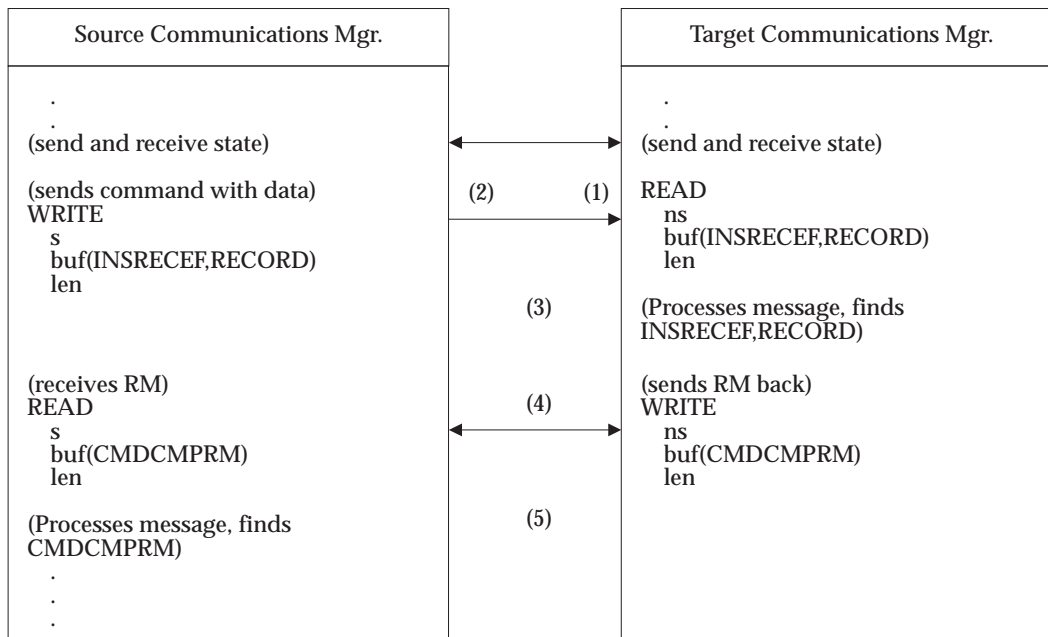 Source Communications Mgr.
.
.
(send and receive state)
(sends command with data)
WRITE
s
buf(INSRECEF,RECORD)
len
(receives RM)
READ
s
buf(CMDCMPRM)
len
(Processes message, finds
CMDCMPRM)
.
.
.
(2)
(1)
(3)
(4)
(5)
Target Communications Mgr.
.
.
(send and receive state)
READ
ns
buf(INSRECEF,RECORD)
len
(Processes message, finds
INSRECEF,RECORD)
(sends RM back)
WRITE
ns
buf(CMDCMPRM)
len